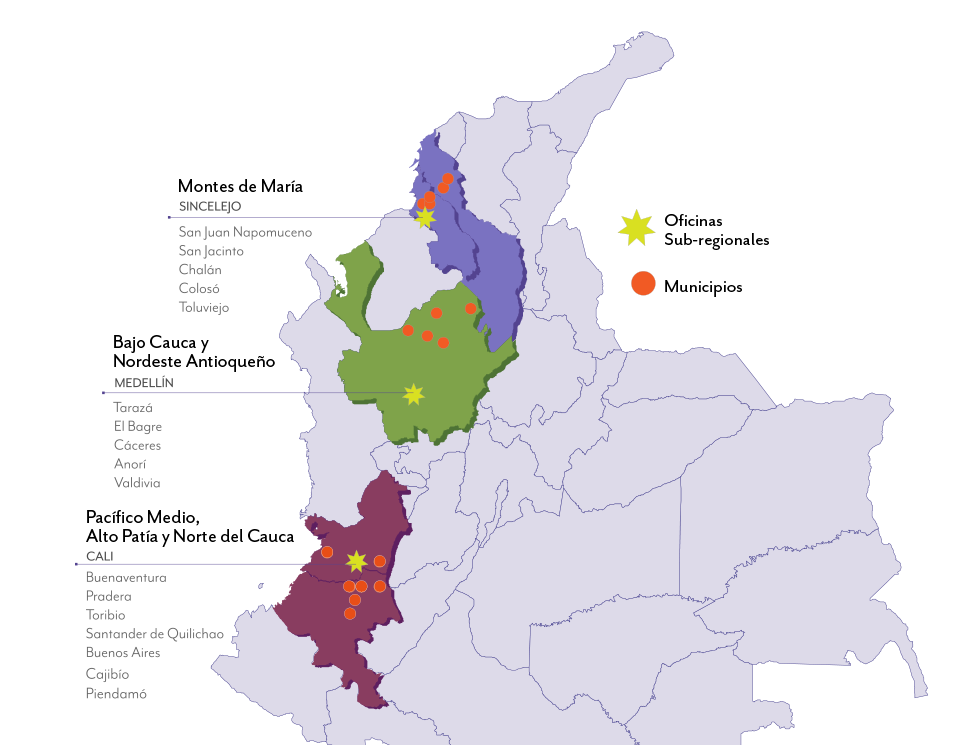 Montes de María
SINCELEJO
San Juan Napomuceno
San Jacinto
Chalán
Colosó
Toluviejo
Bajo Cauca y
Nordeste Antioqueño
MEDELLÍN
Tarazá
El Bagre
Cáceres
Anorí
Valdivia
Pacífico Medio,
Alto Patía y Norte del Cauca
CALI
Buenaventura
Pradera
Toribio
Santander de Quilichao
Buenos Aires
Cajibío
Piendamó
Oficinas
Sub-regionales
Municipios